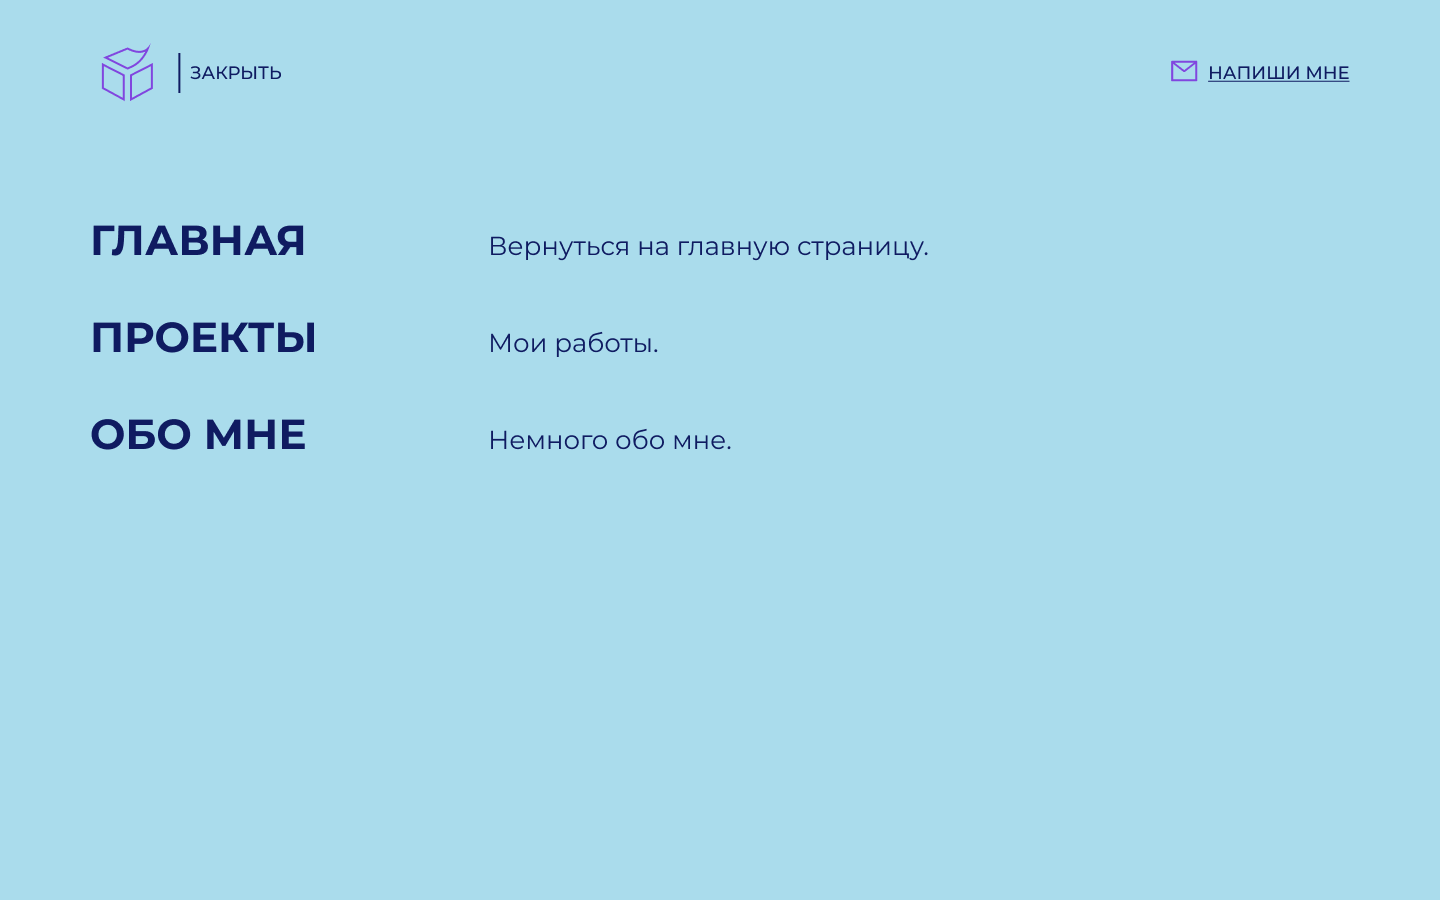 ЗАКРЫТЬ
НАПИШИ МНЕ
ГЛАВНАЯ
Вернуться на главную страницу.
ПРОЕКТЫ
Мои работы.
ОБО МНЕ
Немного обо мне.